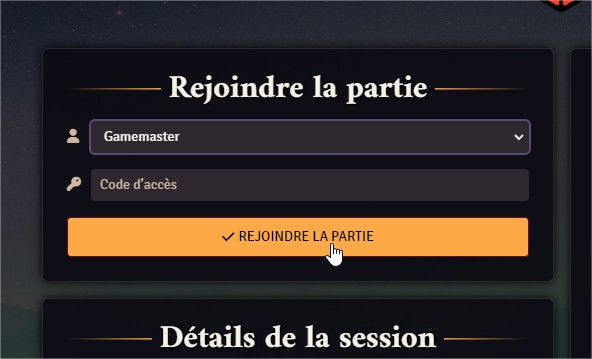 Rejoindre la partie
Gamemaster
Code d'accès
REJOINDRE LA PARTIE
Détails de la session